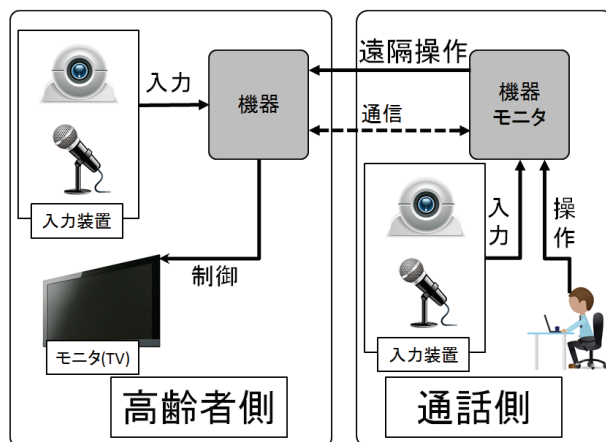 入力
機器
入力装置
制御
モニタ(TV)
高齢者側
遠隔操作
通信
機器
モニタ
入力
操作
入力装置
通話側